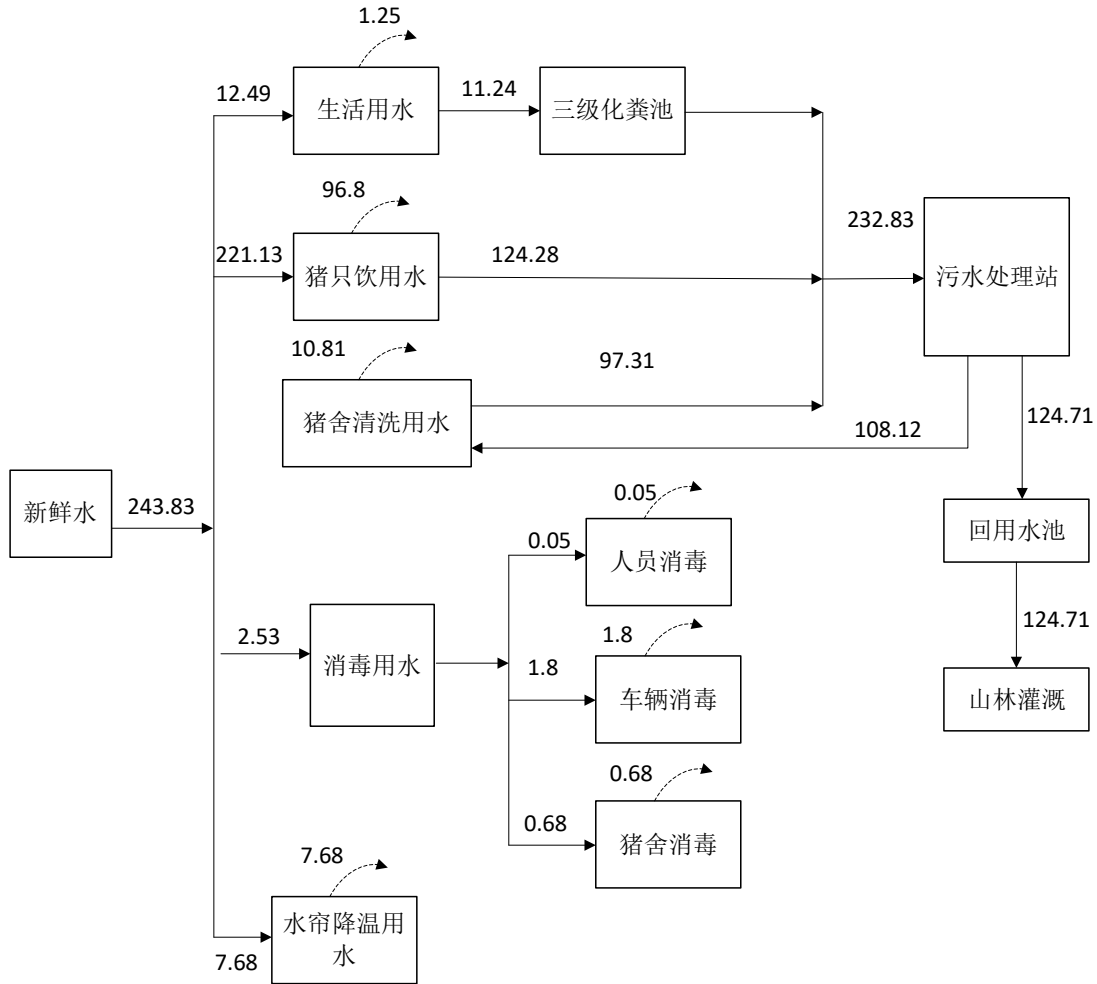 1.25
12.49
生活用水
11.24
三级化粪池
96.8
221.13
猪只饮用水
124.28
232.83
污水处理站
10.81
猪舍清洗用水
97.31
108.12
124.71
新鲜水
243.83
0.05
0.05
人员消毒
回用水池
2.53
消毒用水
1.8
1.8
车辆消毒
124.71
山林灌溉
0.68
0.68
猪舍消毒
7.68
水帘降温用
水
7.68